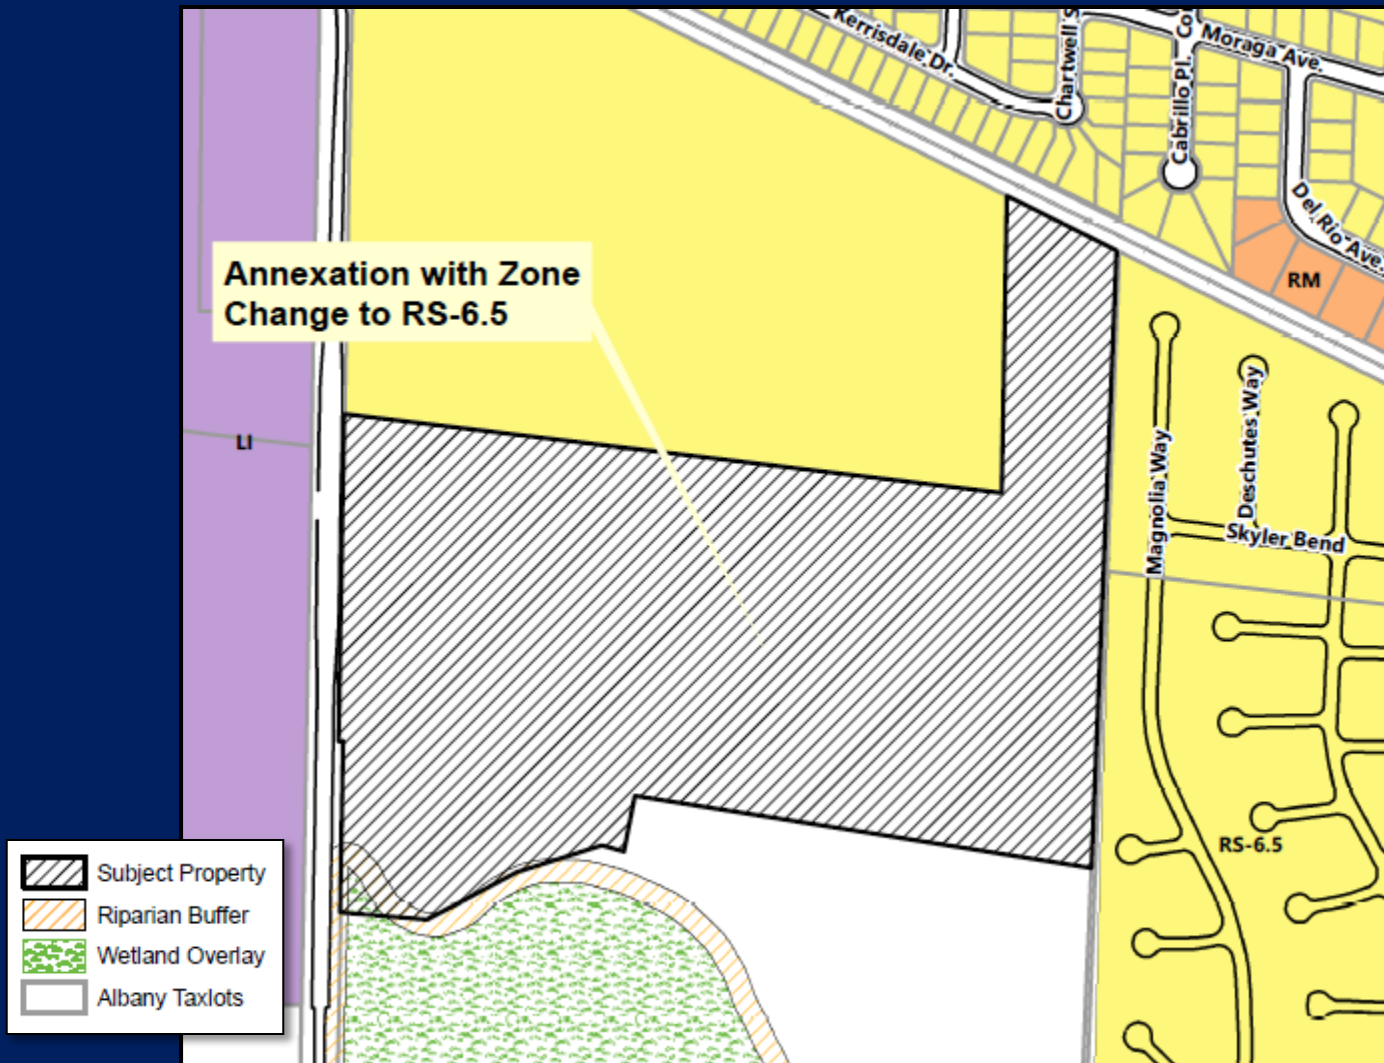 Kerrisdale Dr.
Chartwell S
Co
Cabrillo Pl.
Moraga Ave.
Del Rio Ave.
RM
Annexation with Zone
Change to RS-6.5
LI
Magnolia Way
Deschutes Way
Skyler Bend
RS-6.5
Subject Property
Riparian Buffer
Wetland Overlay
Albany Taxlots